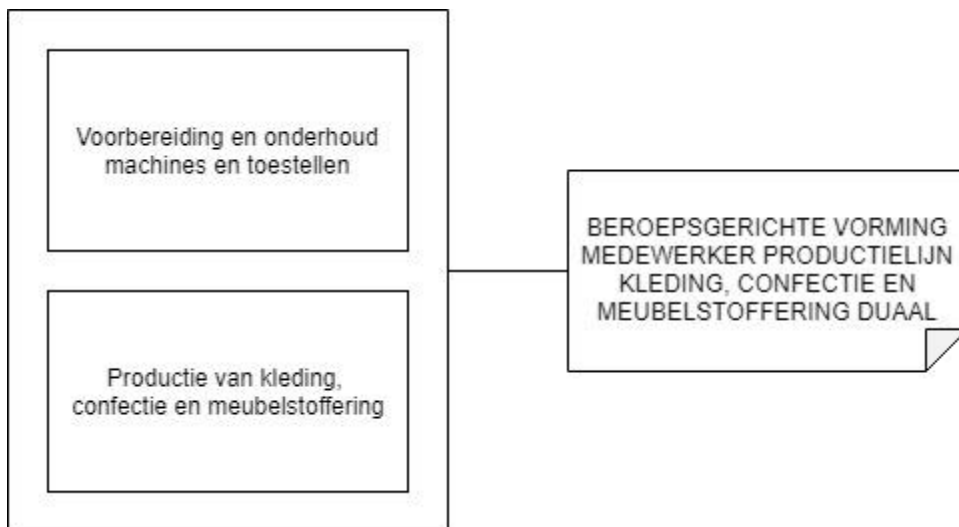 Voorbereiding en onderhoud
machines en toestellen
Productie van kleding,
confectie en meubelstoffering
BEROEPSGERICHTE VORMING
MEDEWERKER PRODUCTIELIJN
KLEDING, CONFECTIE EN
MEUBELSTOFFERING DUAAL